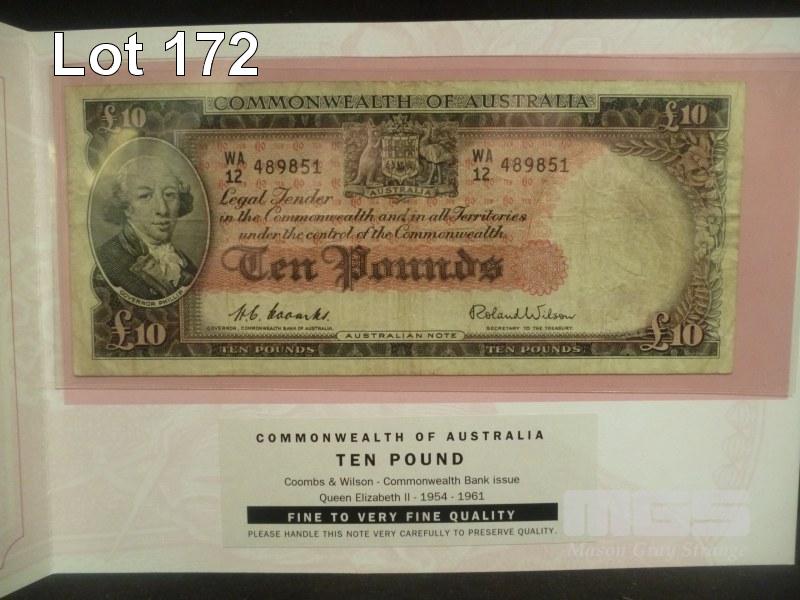 Lot 172
£10 COMMONWEALTH OF AUSTRALIA £10
WA 12 489851 WA 12 489851
AUSTRALIA
Legal Tender
in the Commonwealth and in all Territories
under the control of the Commonwealth.
Ten Pounds
GOVERNOR PHILLIP
H.C. Coombs. Roland Wilson
GOVERNOR, COMMONWEALTH BANK OF AUSTRALIA. SECRETARY TO THE TREASURY.
£10 AUSTRALIAN NOTE £10
TEN POUNDS TEN POUNDS
COMMONWEALTH OF AUSTRALIA
TEN POUND
Coombs & Wilson - Commonwealth Bank issue
Queen Elizabeth II - 1954 - 1961
FINE TO VERY FINE QUALITY
PLEASE HANDLE THIS NOTE VERY CAREFULLY TO PRESERVE QUALITY.
MGS
Mason Gray Strange